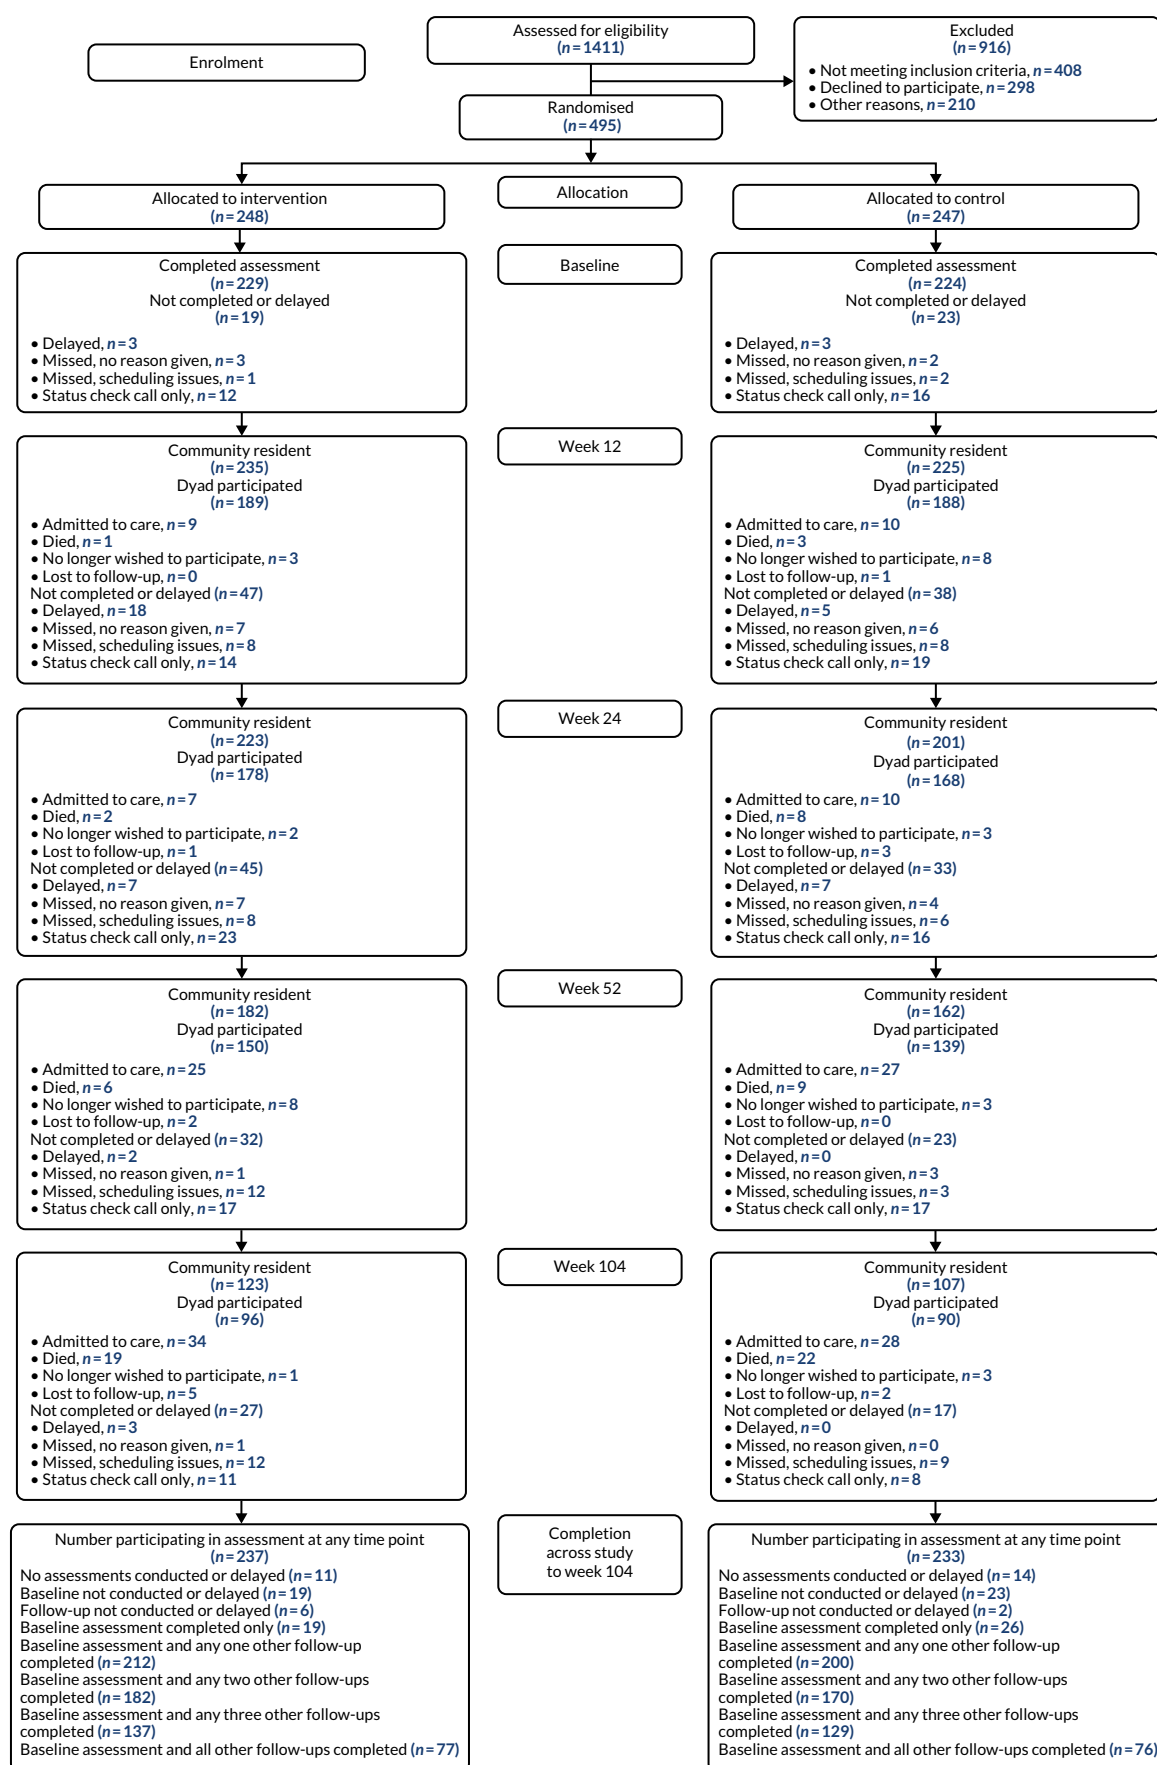 Enrolment
Assessed for eligibility
(n=1411)
Excluded
(n=916)
• Not meeting inclusion criteria, n=408
• Declined to participate, n=298
• Other reasons, n=210
Randomised
(n=495)
Allocated to intervention
(n=248)
Allocation
Allocated to control
(n=247)
Completed assessment
(n=229)
Not completed or delayed
(n=19)
• Delayed, n=3
• Missed, no reason given, n=3
• Missed, scheduling issues, n=1
• Status check call only, n=12
Baseline
Completed assessment
(n=224)
Not completed or delayed
(n=23)
• Delayed, n=3
• Missed, no reason given, n=2
• Missed, scheduling issues, n=2
• Status check call only, n=16
Community resident
(n=235)
Dyad participated
(n=189)
• Admitted to care, n=9
• Died, n=1
• No longer wished to participate, n=3
• Lost to follow-up, n=0
Not completed or delayed (n=47)
• Delayed, n=18
• Missed, no reason given, n=7
• Missed, scheduling issues, n=8
• Status check call only, n=14
Week 12
Community resident
(n=225)
Dyad participated
(n=188)
• Admitted to care, n=10
• Died, n=3
• No longer wished to participate, n=8
• Lost to follow-up, n=1
Not completed or delayed (n=38)
• Delayed, n=5
• Missed, no reason given, n=6
• Missed, scheduling issues, n=8
• Status check call only, n=19
Community resident
(n=223)
Dyad participated
(n=178)
• Admitted to care, n=7
• Died, n=2
• No longer wished to participate, n=2
• Lost to follow-up, n=1
Not completed or delayed (n=45)
• Delayed, n=7
• Missed, no reason given, n=7
• Missed, scheduling issues, n=8
• Status check call only, n=23
Week 24
Community resident
(n=201)
Dyad participated
(n=168)
• Admitted to care, n=10
• Died, n=8
• No longer wished to participate, n=3
• Lost to follow-up, n=3
Not completed or delayed (n=33)
• Delayed, n=7
• Missed, no reason given, n=4
• Missed, scheduling issues, n=6
• Status check call only, n=16
Community resident
(n=182)
Dyad participated
(n=150)
• Admitted to care, n=25
• Died, n=6
• No longer wished to participate, n=8
• Lost to follow-up, n=2
Not completed or delayed (n=32)
• Delayed, n=2
• Missed, no reason given, n=1
• Missed, scheduling issues, n=12
• Status check call only, n=17
Week 52
Community resident
(n=162)
Dyad participated
(n=139)
• Admitted to care, n=27
• Died, n=9
• No longer wished to participate, n=3
• Lost to follow-up, n=0
Not completed or delayed (n=23)
• Delayed, n=0
• Missed, no reason given, n=3
• Missed, scheduling issues, n=3
• Status check call only, n=17
Community resident
(n=123)
Dyad participated
(n=96)
• Admitted to care, n=34
• Died, n=19
• No longer wished to participate, n=1
• Lost to follow-up, n=5
Not completed or delayed (n=27)
• Delayed, n=3
• Missed, no reason given, n=1
• Missed, scheduling issues, n=12
• Status check call only, n=11
Week 104
Community resident
(n=107)
Dyad participated
(n=90)
• Admitted to care, n=28
• Died, n=22
• No longer wished to participate, n=3
• Lost to follow-up, n=2
Not completed or delayed (n=17)
• Delayed, n=0
• Missed, no reason given, n=0
• Missed, scheduling issues, n=9
• Status check call only, n=8
Number participating in assessment at any time point
(n=237)
No assessments conducted or delayed (n=11)
Baseline not conducted or delayed (n=19)
Follow-up not conducted or delayed (n=6)
Baseline assessment completed only (n=19)
Baseline assessment and any one other follow-up
completed (n=212)
Baseline assessment and any two other follow-ups
completed (n=182)
Baseline assessment and any three other follow-ups
completed (n=137)
Baseline assessment and all other follow-ups completed (n=77)
Completion
across study
to week 104
Number participating in assessment at any time point
(n=233)
No assessments conducted or delayed (n=14)
Baseline not conducted or delayed (n=23)
Follow-up not conducted or delayed (n=2)
Baseline assessment completed only (n=26)
Baseline assessment and any one other follow-up
completed (n=200)
Baseline assessment and any two other follow-ups
completed (n=170)
Baseline assessment and any three other follow-ups
completed (n=129)
Baseline assessment and all other follow-ups completed (n=76)